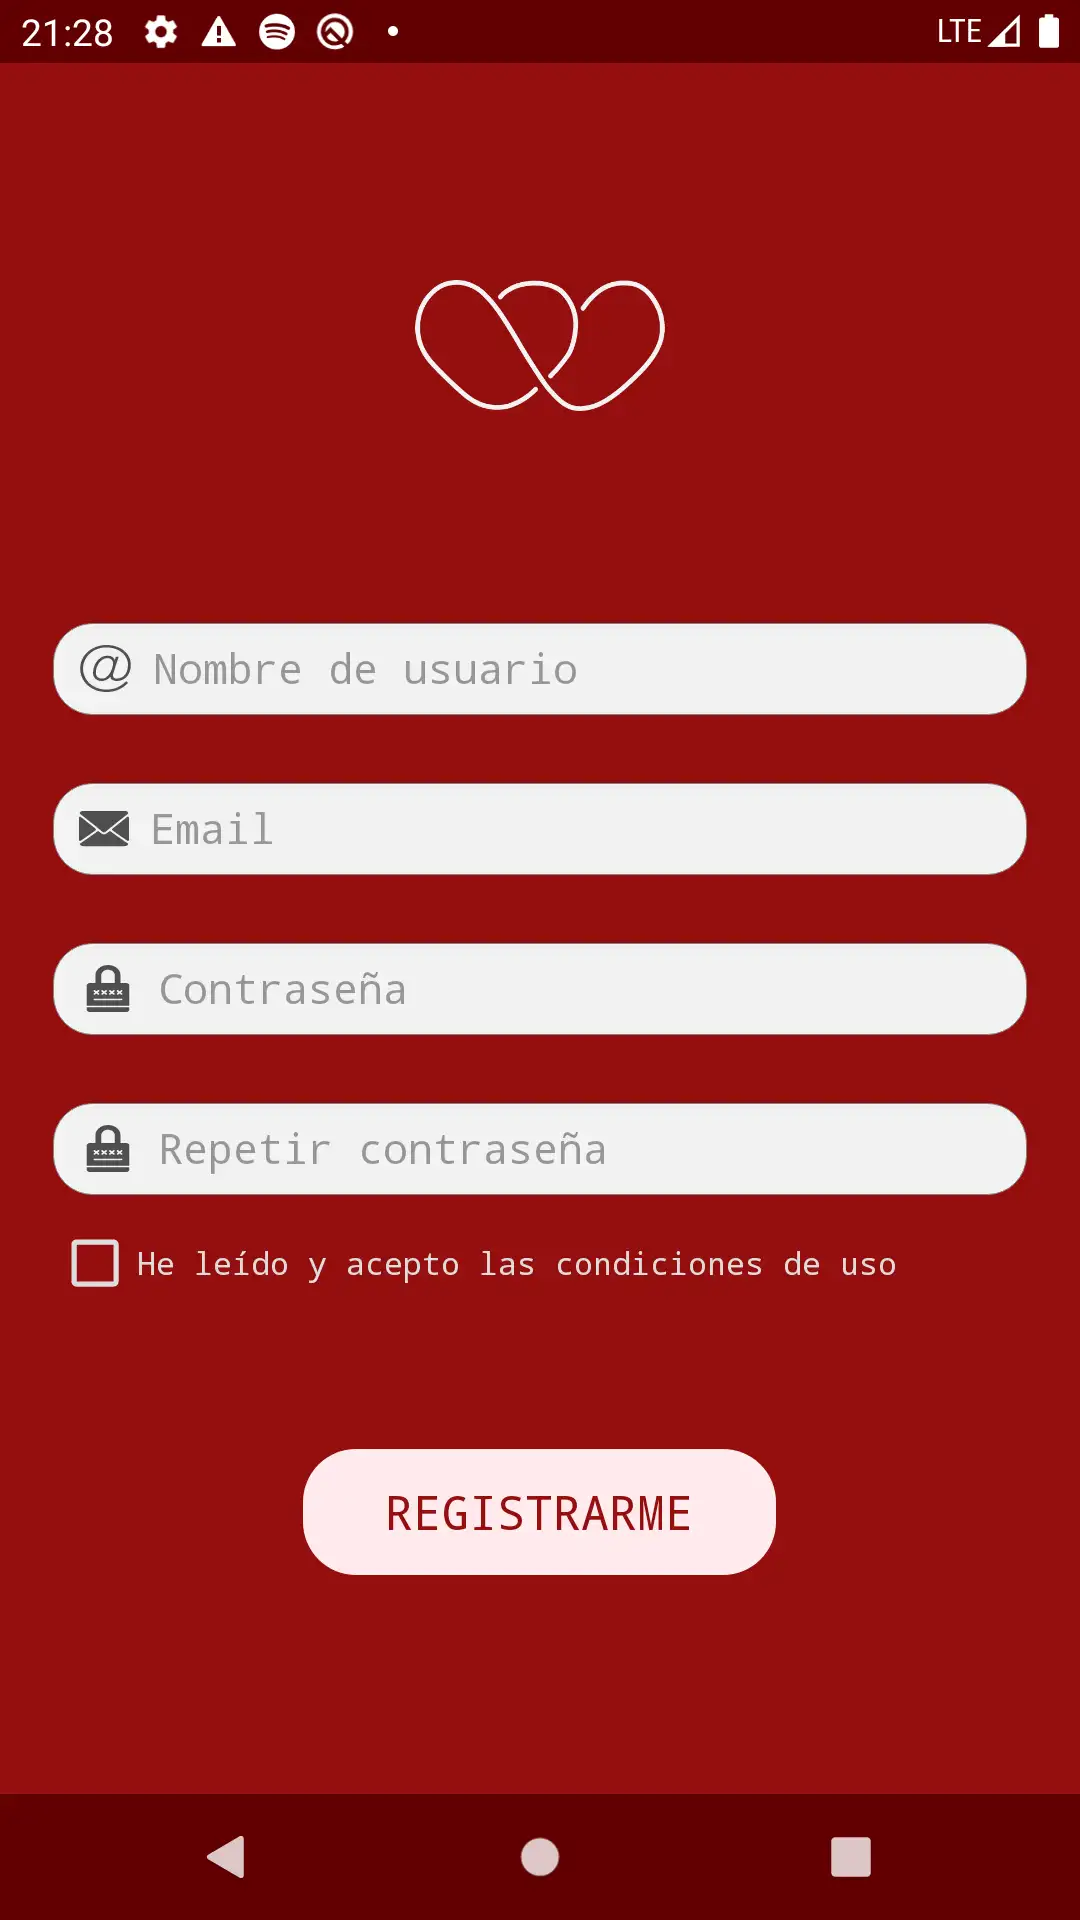 21:28 LTE
@ Nombre de usuario
Email
Contraseña
Repetir contraseña
He leído y acepto las condiciones de uso
REGISTRARME